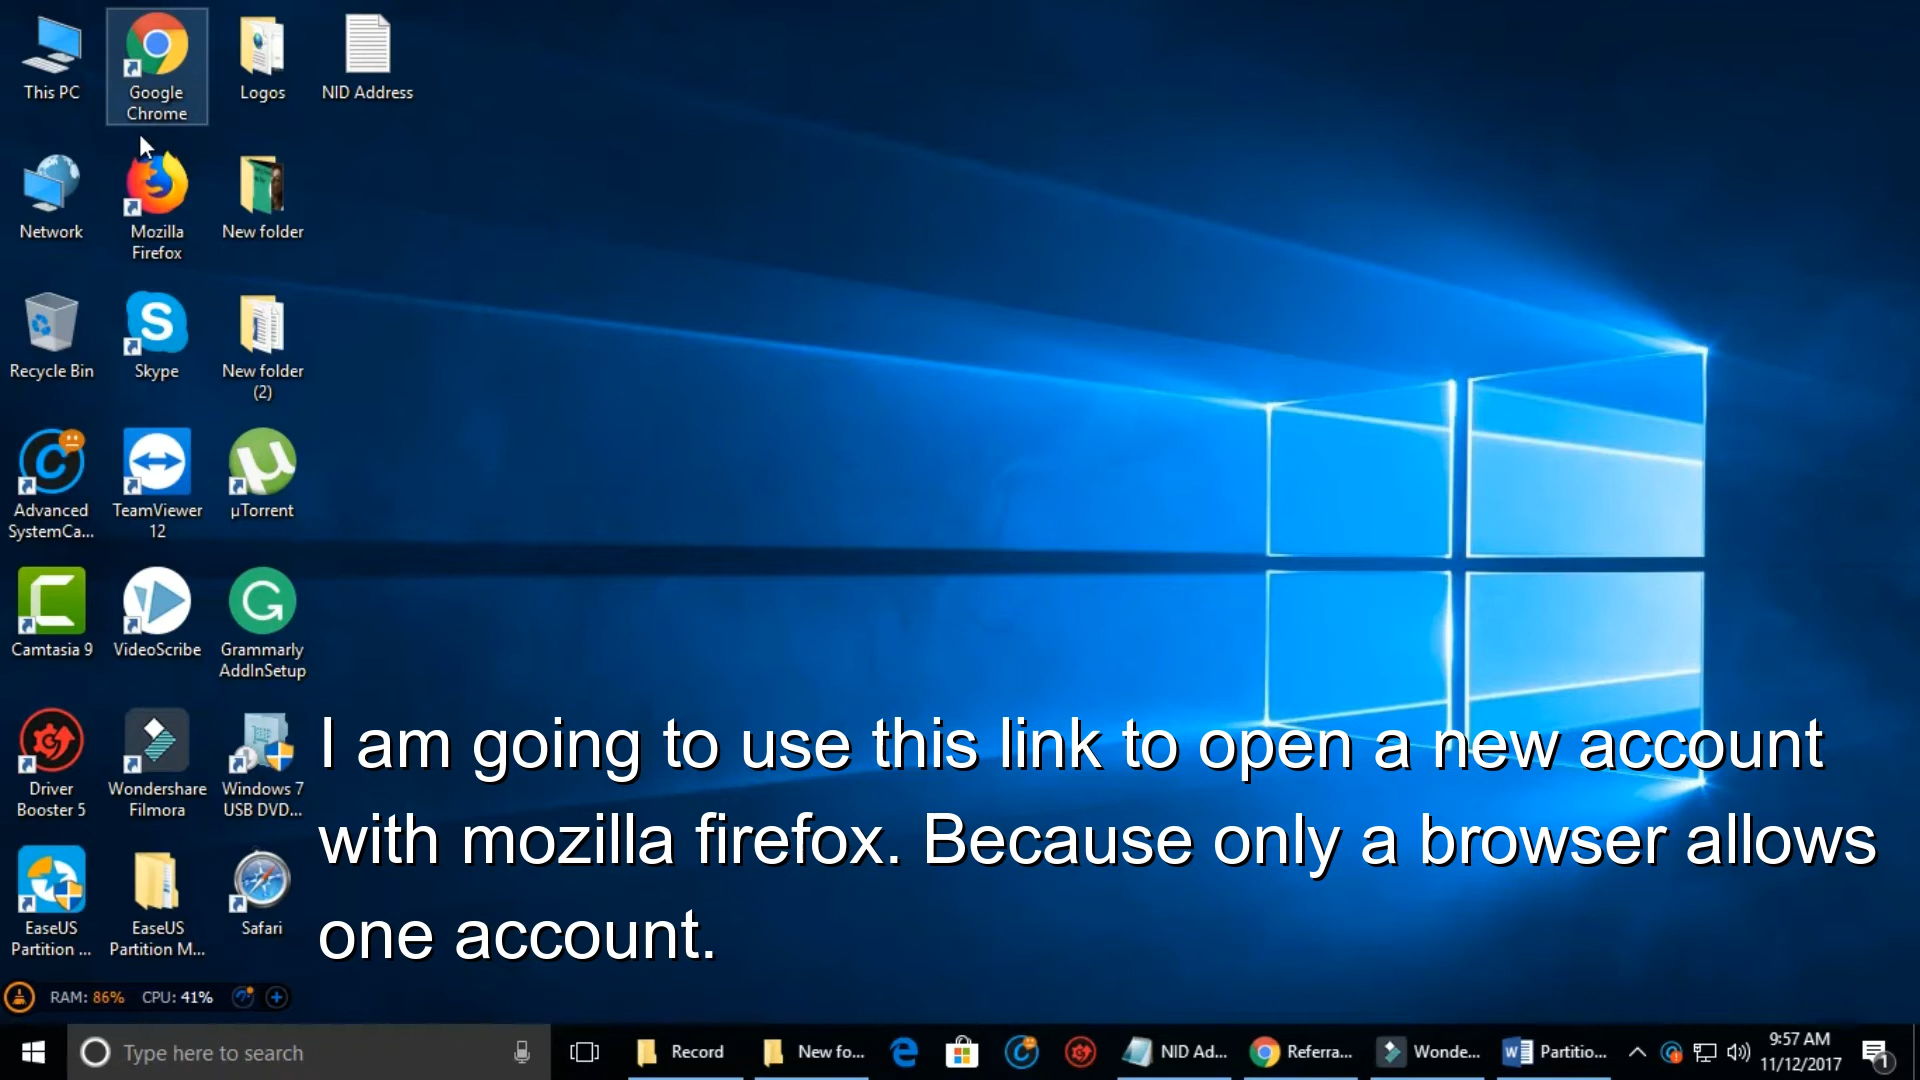 This PC
Google
Chrome
Logos
NID Address
Network
Mozilla
Firefox
New folder
Recycle Bin
Skype
New folder
(2)
Advanced
SystemCa...
TeamViewer
12
µTorrent
Camtasia 9
VideoScribe
Grammarly
AddInSetup
Driver
Booster 5
Wondershare
Filmora
Windows 7
USB DVD...
EaseUS
Partition ...
EaseUS
Partition M...
Safari
I am going to use this link to open a new account
with mozilla firefox. Because only a browser allows
one account.
RAM: 86% CPU: 41%
Type here to search
Record
New fo...
NID Ad...
Referra...
Wonde...
Partitio...
9:57 AM
11/12/2017
1